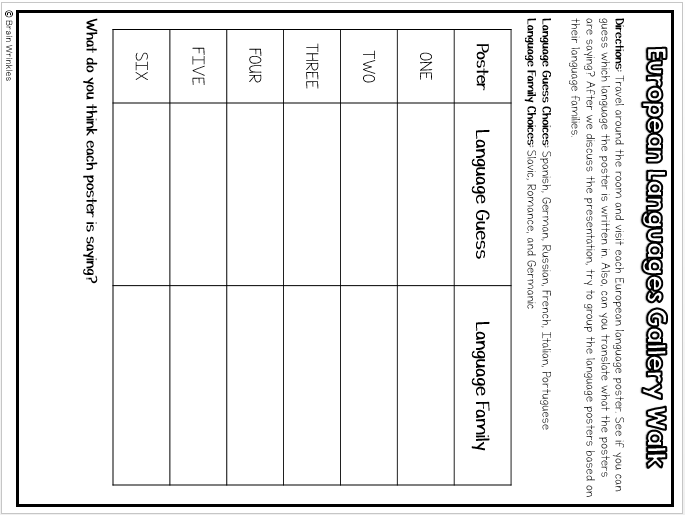 European Languages Gallery Walk
Directions: Travel around the room and visit each European language poster. See if you can
guess which language the poster is written in. Also, can you translate what the posters
are saying? After we discuss the presentation, try to group the language posters based on
their language families.
Language Guess Choices: Spanish, German, Russian, French, Italian, Portuguese
Language Family Choices: Slavic, Romance, and Germanic
Poster Language Guess Language Family
ONE
TWO
THREE
FOUR
FIVE
SIX
What do you think each poster is saying?
© Brain Wrinkles